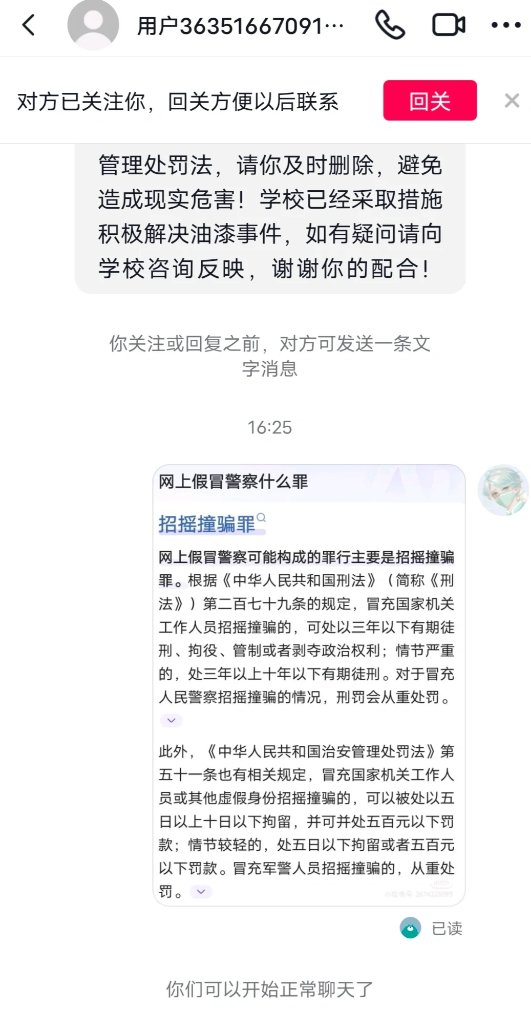 用户36351667091…
对方已关注你，回关方便以后联系
回关
管理处罚法，请你及时删除，避免
造成现实危害！学校已经采取措施
积极解决油漆事件，如有疑问请向
学校咨询反映，谢谢你的配合！
你关注或回复之前，对方可发送一条文
字消息
16:25
网上假冒警察什么罪
招摇撞骗罪
网上假冒警察可能构成的罪行主要是招摇撞骗
罪。根据《中华人民共和国刑法》（简称《刑
法》）第二百七十九条的规定，冒充国家机关
工作人员招摇撞骗的，可处以三年以下有期徒
刑、拘役、管制或者剥夺政治权利；情节严重
的，处三年以上十年以下有期徒刑。对于冒充
人民警察招摇撞骗的情况，刑罚会从重处罚。
此外，《中华人民共和国治安管理处罚法》第
五十一条也有相关规定，冒充国家机关工作人
员或其他虚假身份招摇撞骗的，可以被处以五
日以上十日以下拘留，并可并处五百元以下罚
款；情节较轻的，处五日以下拘留或者五百元
以下罚款。冒充军警人员招摇撞骗的，从重处
罚。
已读
你们可以开始正常聊天了